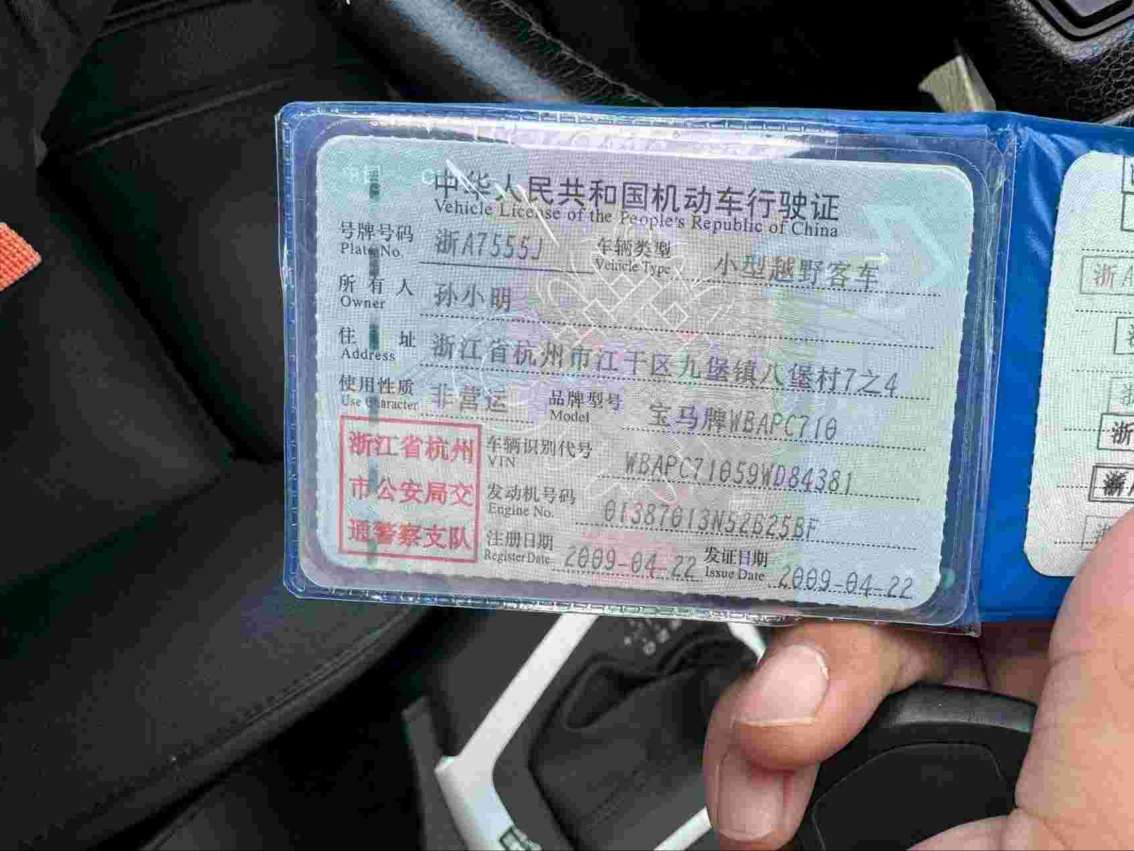 中华人民共和国机动车行驶证
Vehicle License of the People's Republic of China
号牌号码 浙A7555J 车辆类型 小型越野客车
Plate No. Vehicle Type
所有人 孙小明
Owner
住址 浙江省杭州市江干区九堡镇八堡村7之4
Address
使用性质 非营运 品牌型号 宝马牌WBAPC710
Use Character Model
浙江省杭州
市公安局交
通警察支队
车辆识别代号 WBAPC71059WD84381
VIN
发动机号码 01387013N52B25BF
Engine No.
注册日期 2009-04-22 发证日期 2009-04-22
Register Date Issue Date
浙A
浙